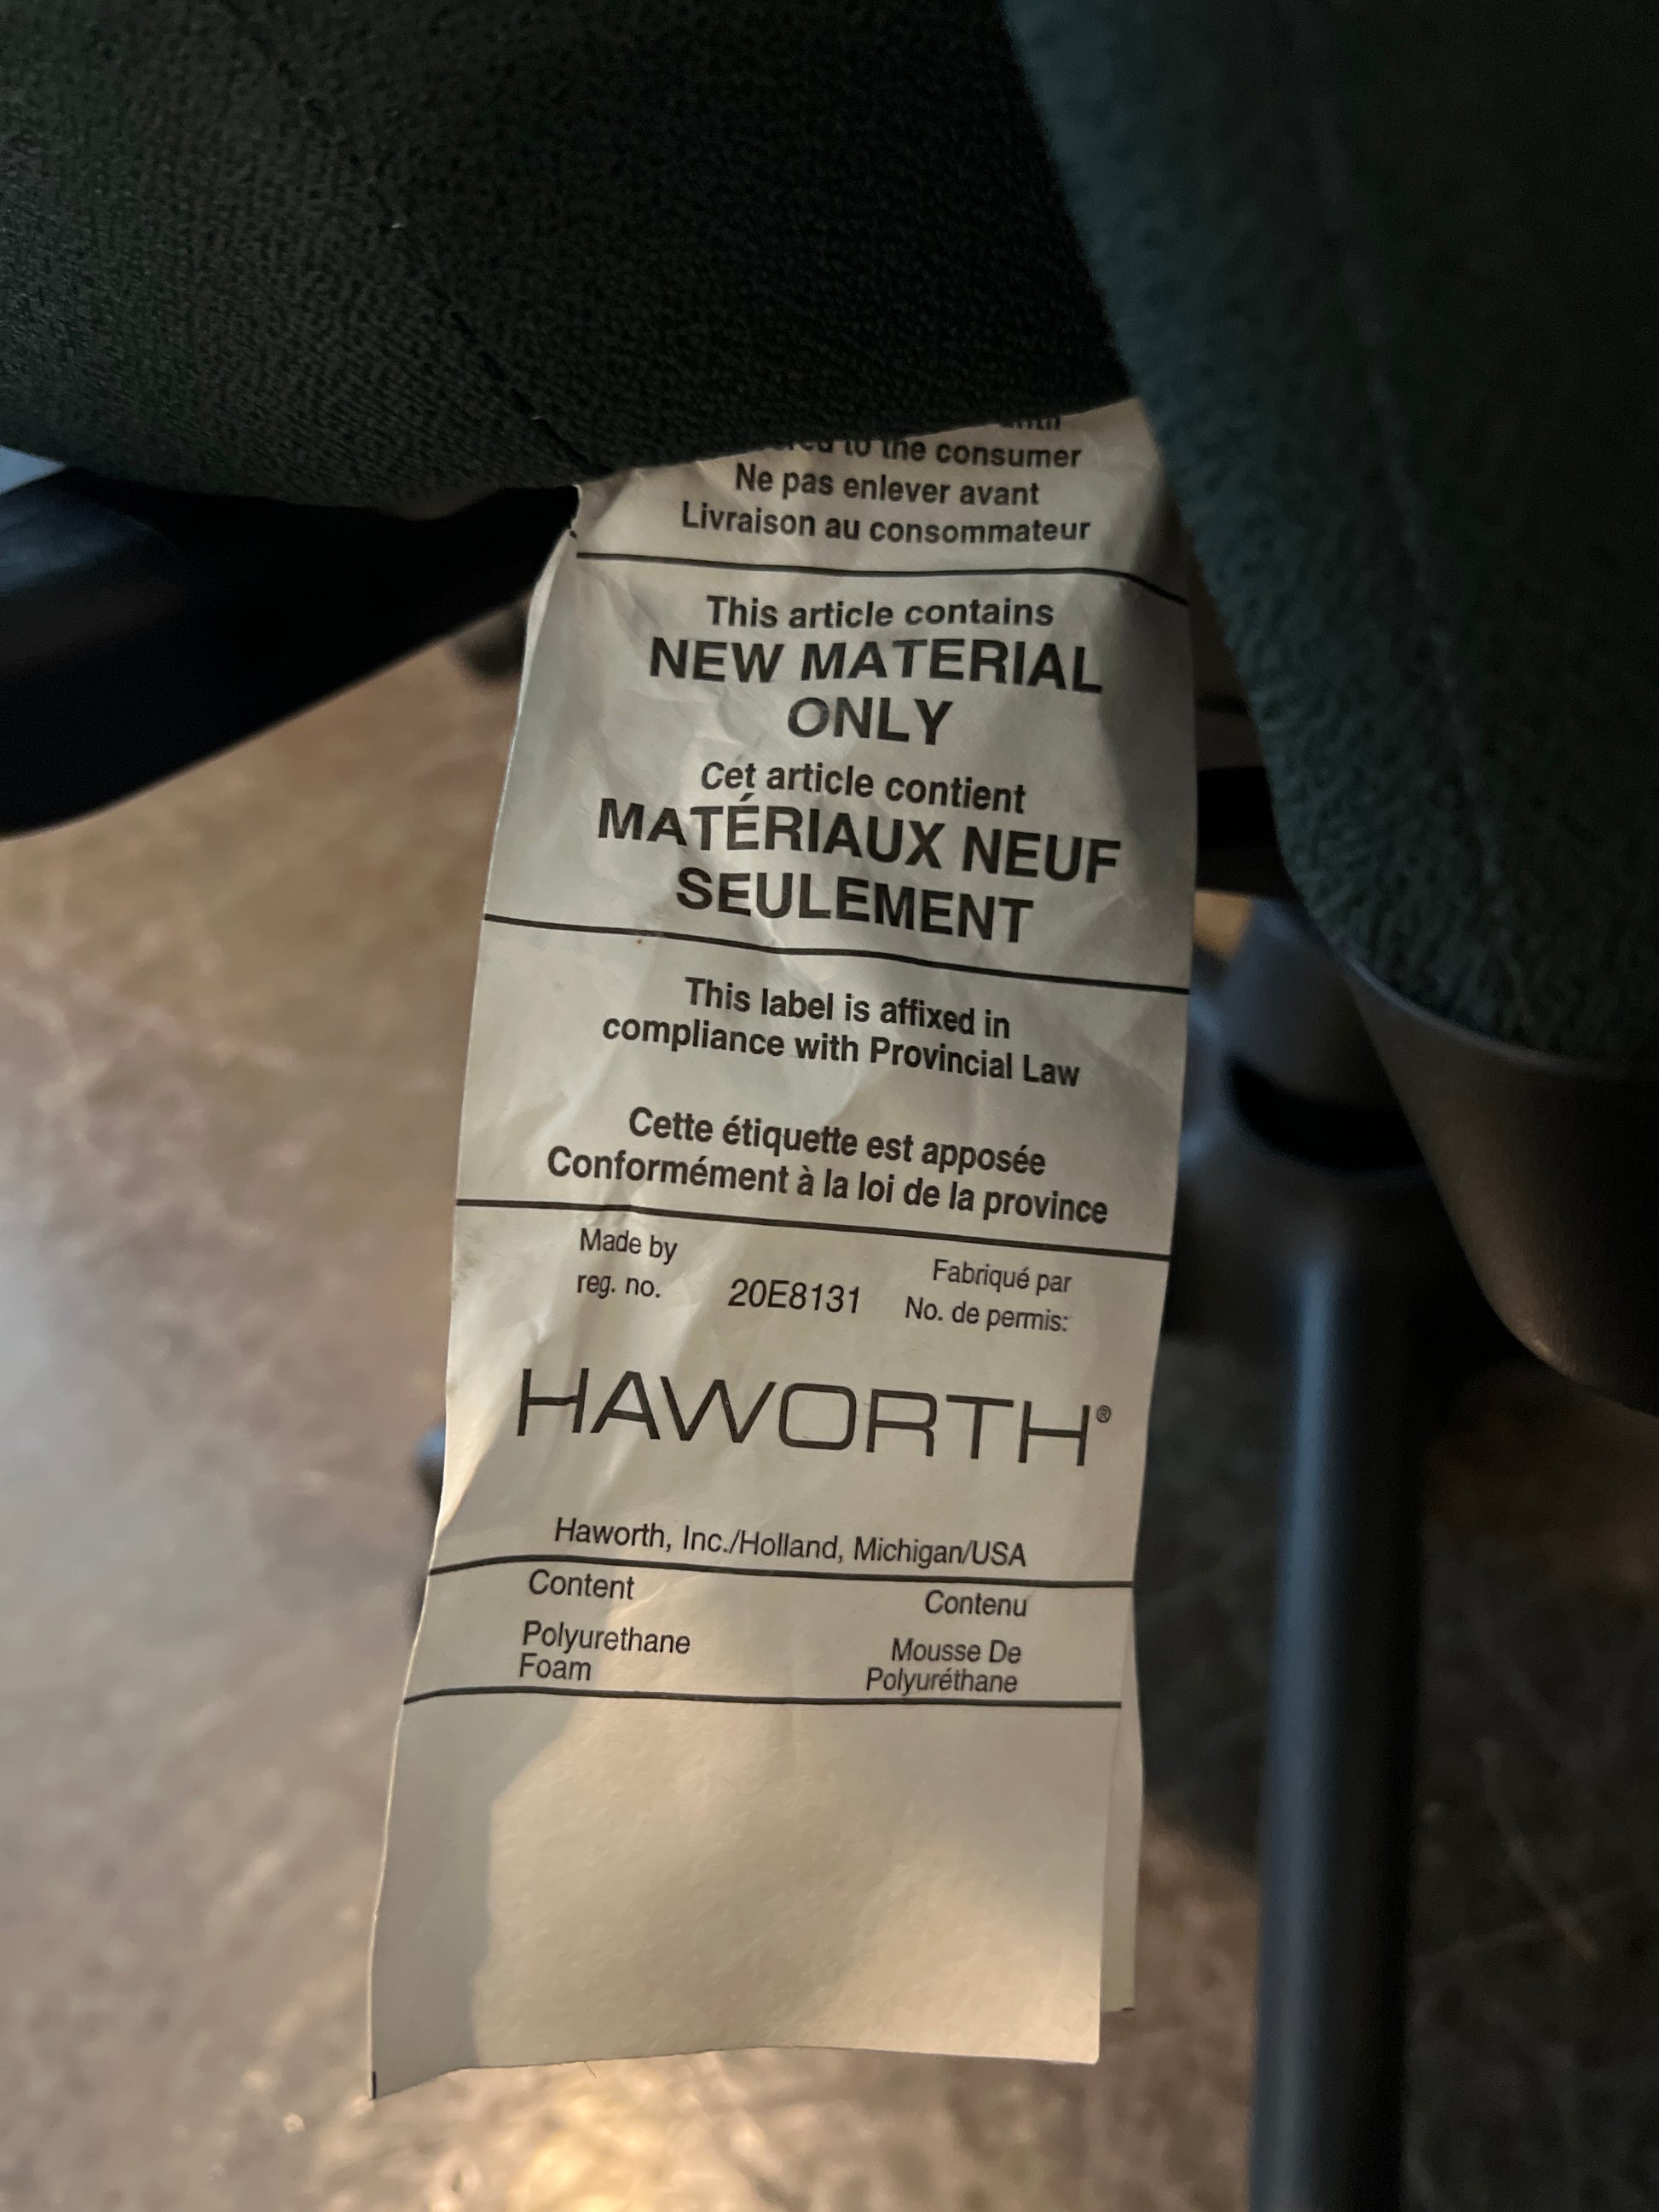 to the consumer
Ne pas enlever avant
Livraison au consommateur
This article contains
NEW MATERIAL
ONLY
Cet article contient
MATÉRIAUX NEUF
SEULEMENT
This label is affixed in
compliance with Provincial Law
Cette étiquette est apposée
Conformément à la loi de la province
Made by Fabriqué par
reg. no. 20E8131 No. de permis:
HAWORTH®
Haworth, Inc./Holland, Michigan/USA
Content Contenu
Polyurethane Mousse De
Foam Polyuréthane